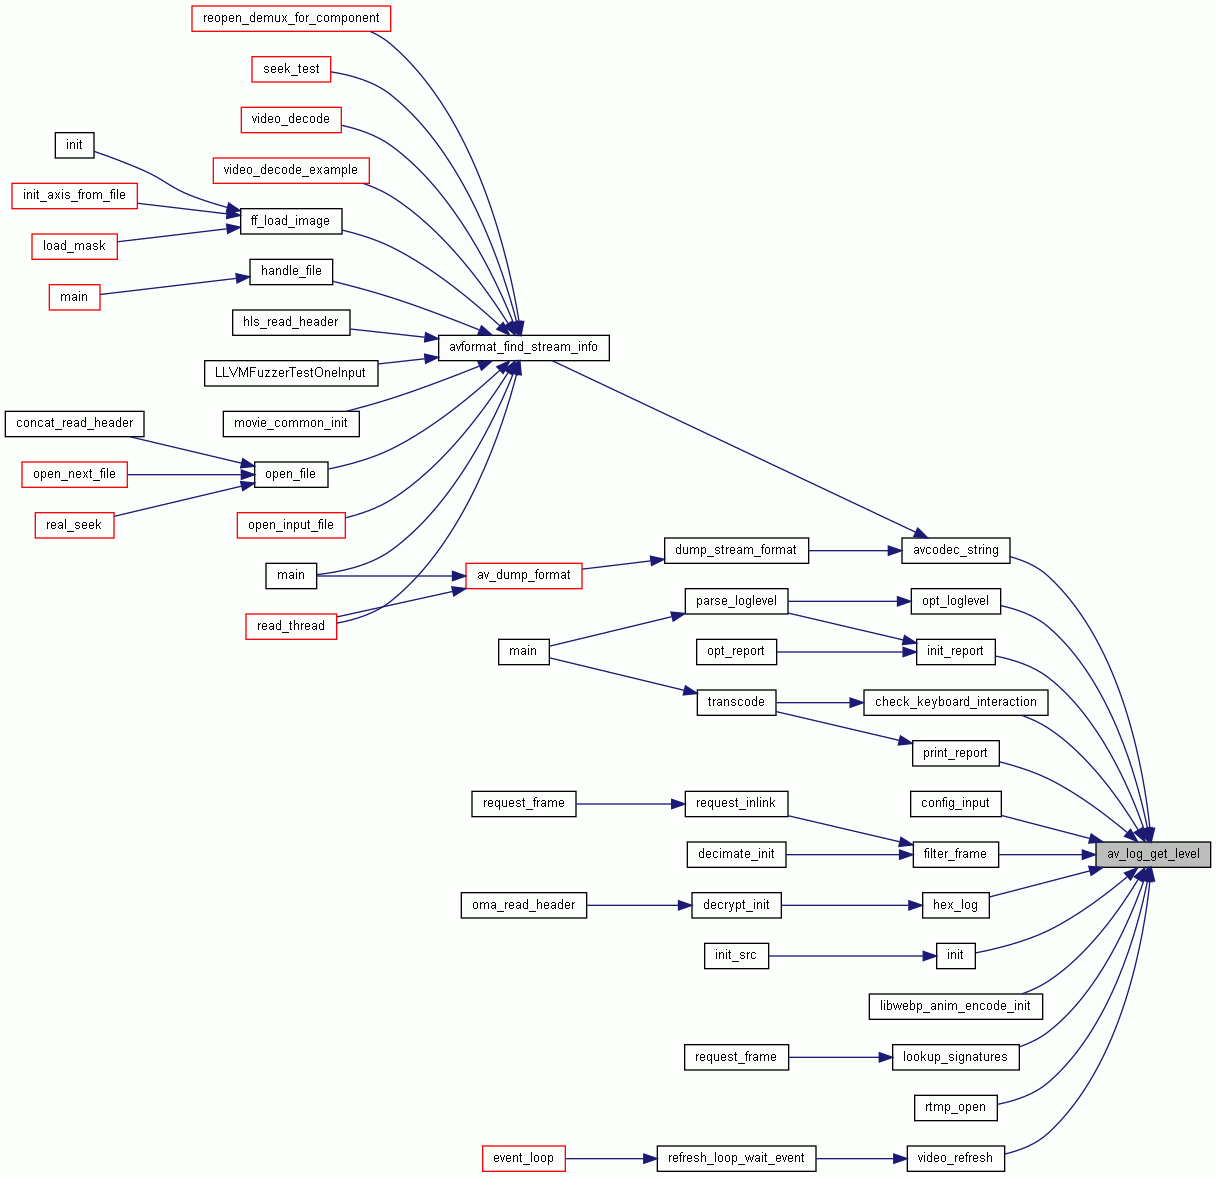 reopen_demux_for_component
seek_test
video_decode
init
video_decode_example
init_axis_from_file
ff_load_image
load_mask
handle_file
main
hls_read_header
avformat_find_stream_info
LLVMFuzzerTestOneInput
concat_read_header
movie_common_init
open_next_file
open_file
real_seek
open_input_file
dump_stream_format
avcodec_string
main
av_dump_format
parse_loglevel
opt_loglevel
read_thread
main
opt_report
init_report
transcode
check_keyboard_interaction
print_report
request_frame
request_inlink
config_input
decimate_init
filter_frame
av_log_get_level
oma_read_header
decrypt_init
hex_log
init_src
init
libwebp_anim_encode_init
request_frame
lookup_signatures
rtmp_open
event_loop
refresh_loop_wait_event
video_refresh